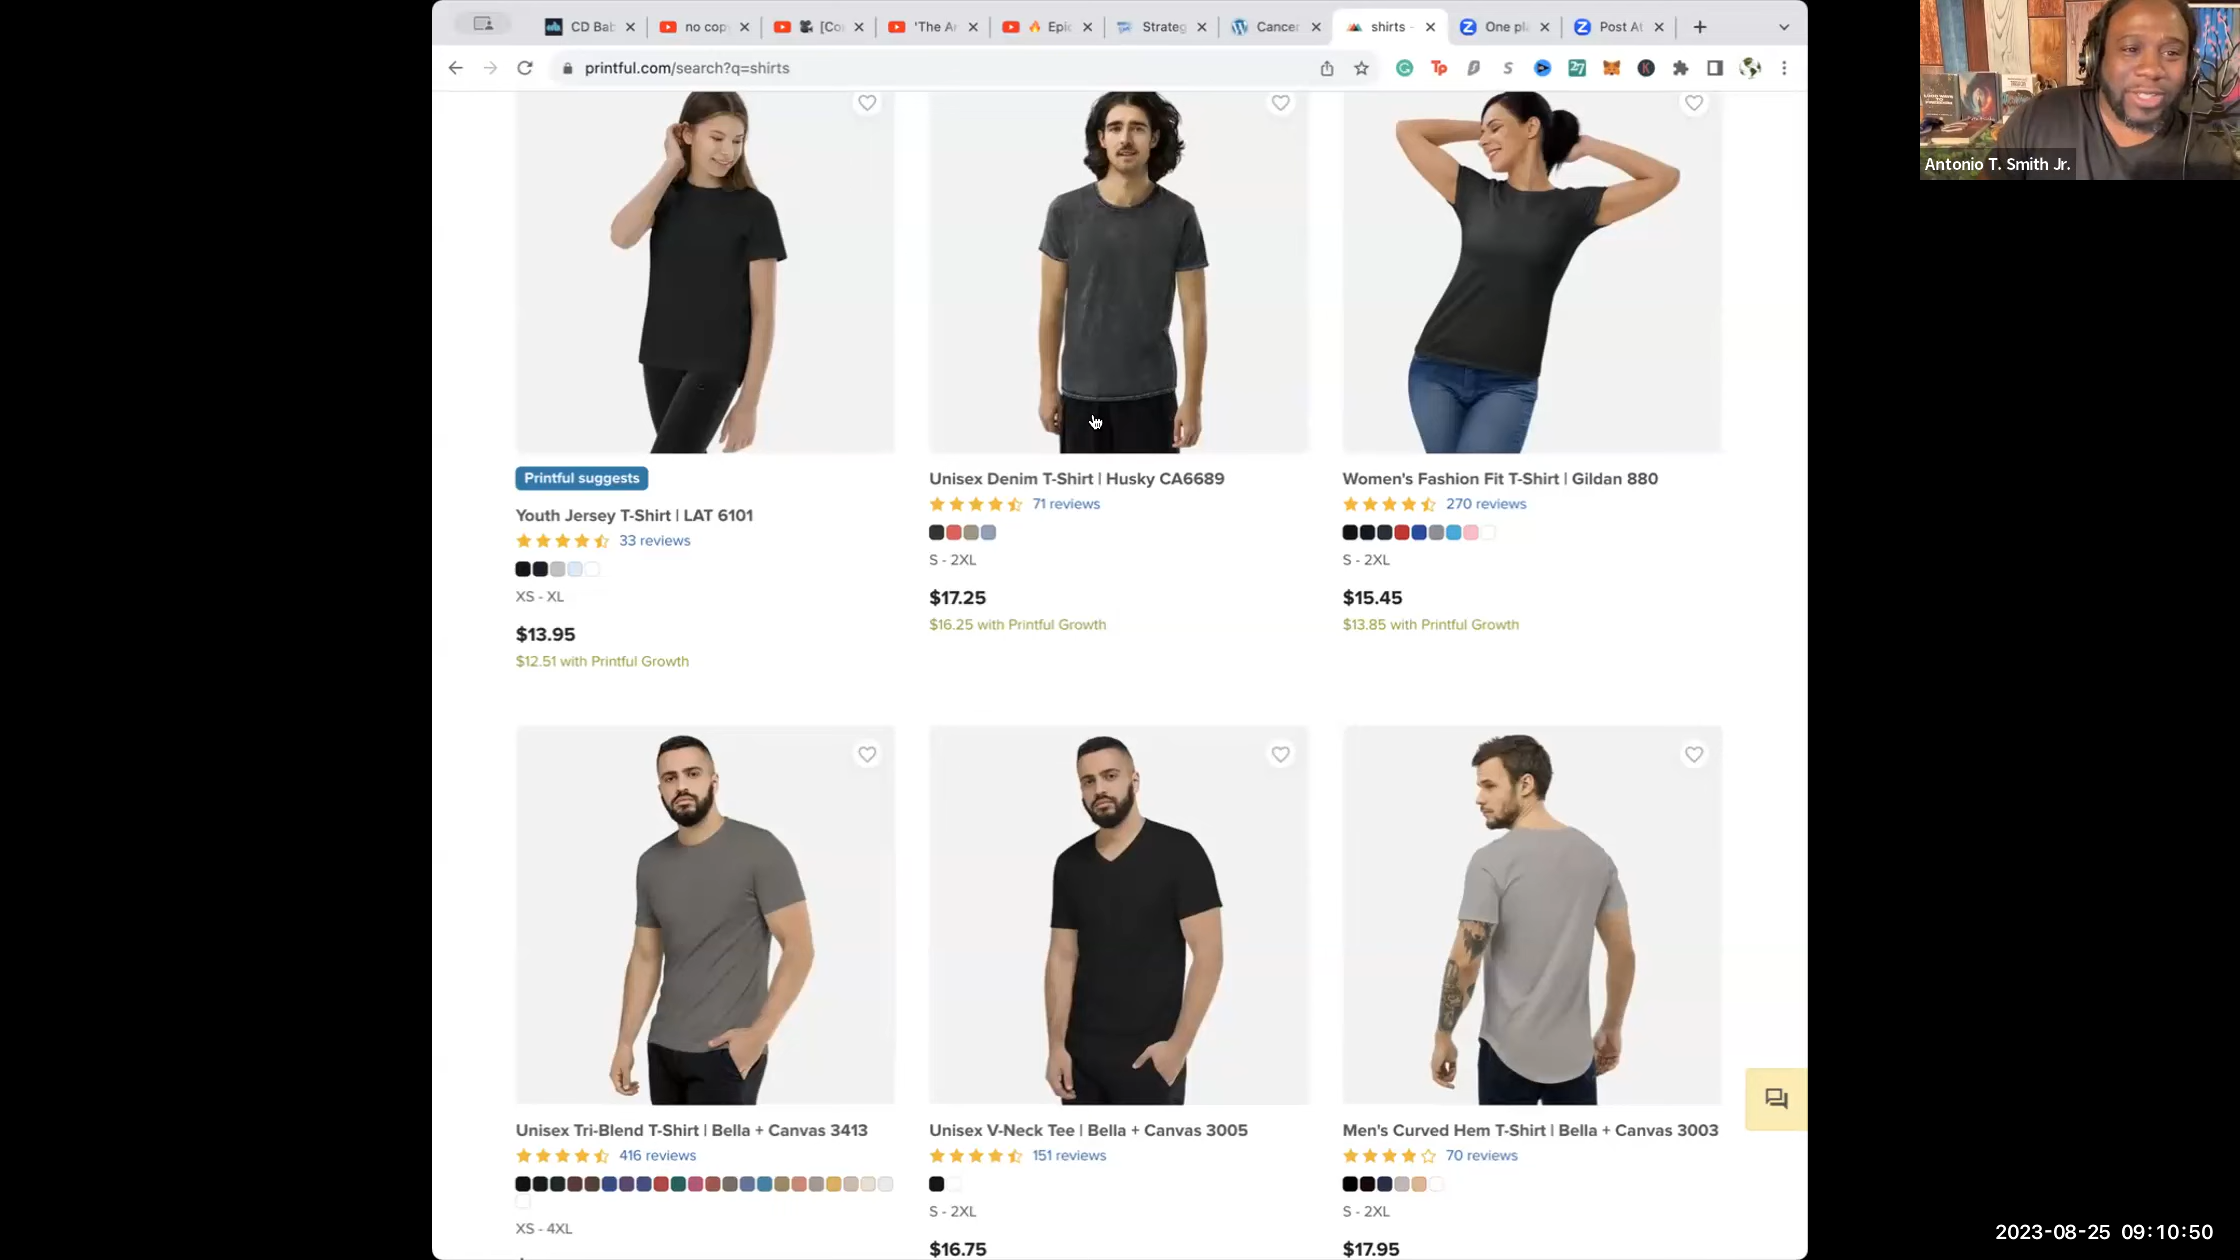 CD Bab
no cop
[Co
'The Ar
Epic
Strateg
Cancer
shirts -
One pl
Post At
printful.com/search?q=shirts
Antonio T. Smith Jr.
Printful suggests
Youth Jersey T-Shirt | LAT 6101
33 reviews
XS - XL
$13.95
$12.51 with Printful Growth
Unisex Denim T-Shirt | Husky CA6689
71 reviews
S - 2XL
$17.25
$16.25 with Printful Growth
Women's Fashion Fit T-Shirt | Gildan 880
270 reviews
S - 2XL
$15.45
$13.85 with Printful Growth
Unisex Tri-Blend T-Shirt | Bella + Canvas 3413
416 reviews
XS - 4XL
Unisex V-Neck Tee | Bella + Canvas 3005
151 reviews
S - 2XL
$16.75
Men's Curved Hem T-Shirt | Bella + Canvas 3003
70 reviews
S - 2XL
$17.95
2023-08-25 09:10:50